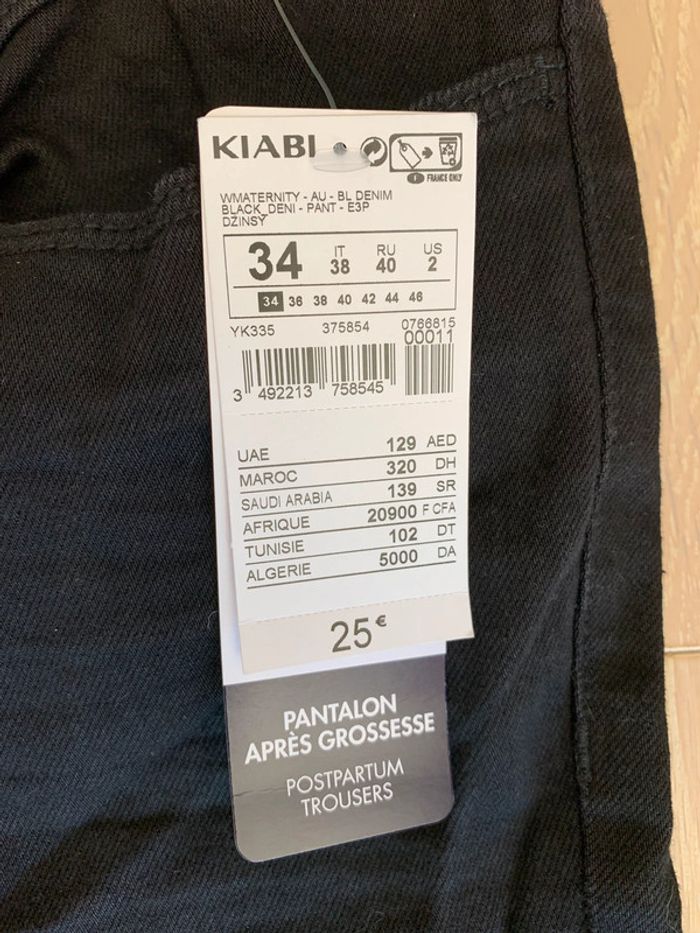 KIABI
FRANCE ONLY
WMATERNITY - AU - BL DENIM
BLACK_DENI - PANT - E3P
DŽINSY
34 IT 38 RU 40 US 2
34 36 38 40 42 44 46
YK335 375854 0766815
00011
3 492213 758545
UAE 129 AED
MAROC 320 DH
SAUDI ARABIA 139 SR
AFRIQUE 20900 F CFA
TUNISIE 102 DT
ALGERIE 5000 DA
25€
PANTALON
APRÈS GROSSESSE
POSTPARTUM
TROUSERS